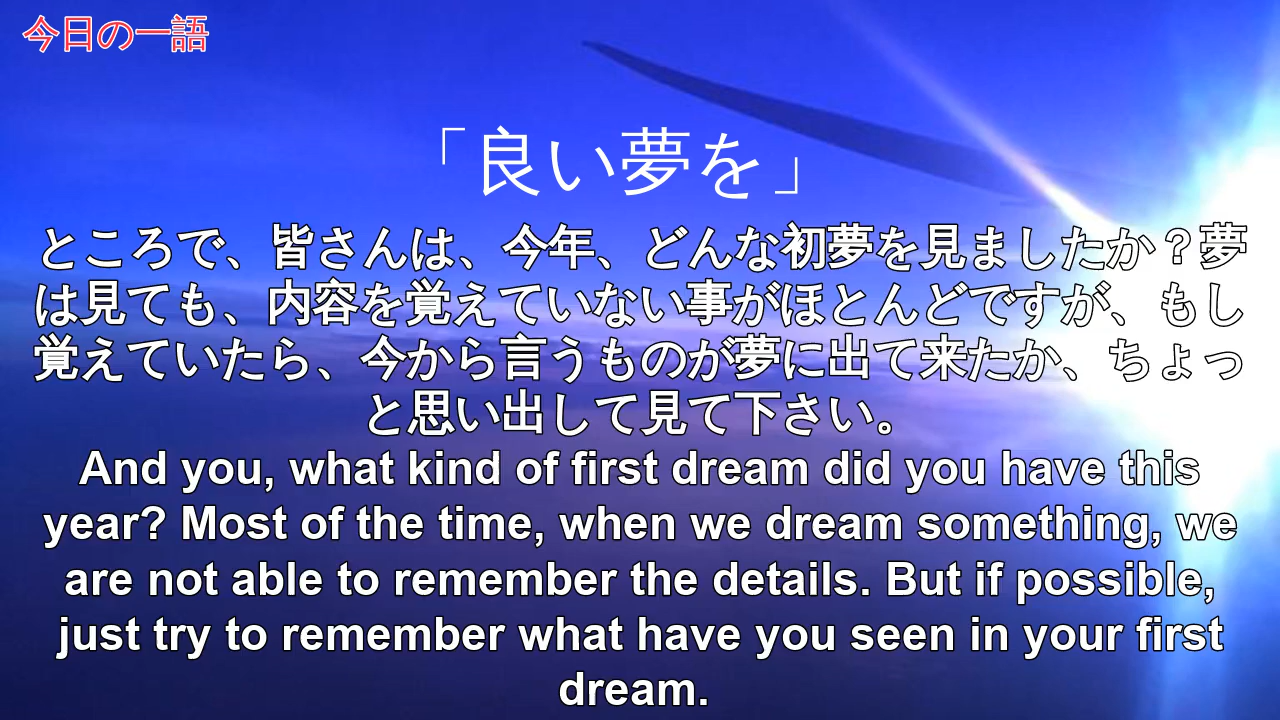 今日の一語
「良い夢を」
ところで、皆さんは、今年、どんな初夢を見ましたか？夢
は見ても、内容を覚えていない事がほとんどですが、もし
覚えていたら、今から言うものが夢に出て来たか、ちょっ
と思い出して見て下さい。
And you, what kind of first dream did you have this
year? Most of the time, when we dream something, we
are not able to remember the details. But if possible,
just try to remember what have you seen in your first
dream.